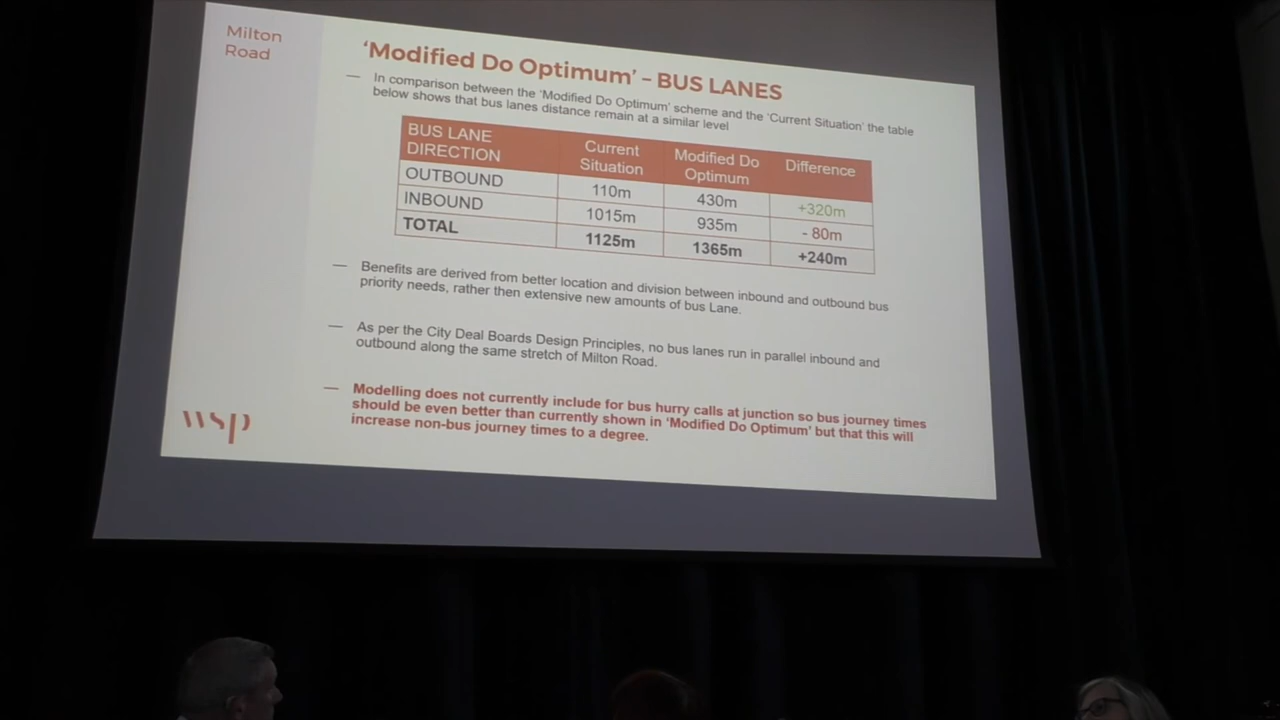 Milton
Road
'Modified Do Optimum' – BUS LANES
— In comparison between the 'Modified Do Optimum' scheme and the 'Current Situation' the table
below shows that bus lanes distance remain at a similar level
BUS LANE
DIRECTION
Current
Situation
Modified Do
Optimum
Difference
OUTBOUND 110m 430m +320m
INBOUND 1015m 935m - 80m
TOTAL 1125m 1365m +240m
— Benefits are derived from better location and division between inbound and outbound bus
priority needs, rather then extensive new amounts of bus Lane.
— As per the City Deal Boards Design Principles, no bus lanes run in parallel inbound and
outbound along the same stretch of Milton Road.
— Modelling does not currently include for bus hurry calls at junction so bus journey times
should be even better than currently shown in 'Modified Do Optimum' but that this will
increase non-bus journey times to a degree.
wsp